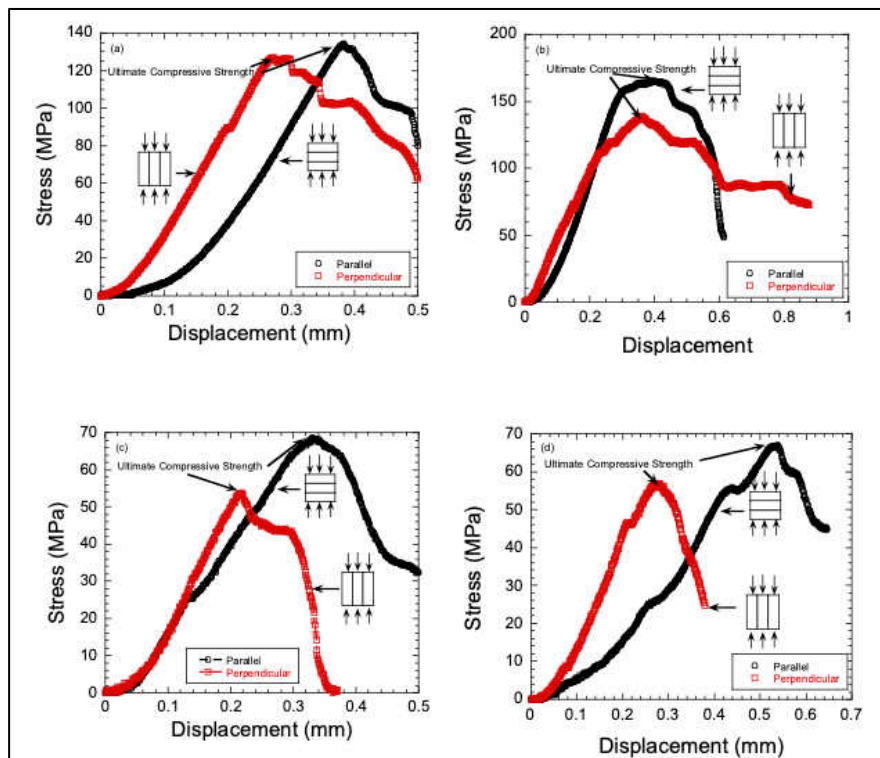 (a)
140
120
100
80
60
40
20
0
Stress (MPa)
Ultimate Compressive Strength
Parallel
Perpendicular
0 0.1 0.2 0.3 0.4 0.5
Displacement (mm)
(b)
200
150
100
50
0
Stress (MPa)
Ultimate Compressive Strength
Parallel
Perpendicular
0 0.2 0.4 0.6 0.8 1
Displacement
(c)
70
60
50
40
30
20
10
0
Stress (MPa)
Ultimate Compressive Strength
Parallel
Perpendicular
0 0.1 0.2 0.3 0.4 0.5
Displacement (mm)
(d)
70
60
50
40
30
20
10
0
Stress (MPa)
Ultimate Compressive Strength
Parallel
Perpendicular
0 0.1 0.2 0.3 0.4 0.5 0.6 0.7
Displacement (mm)